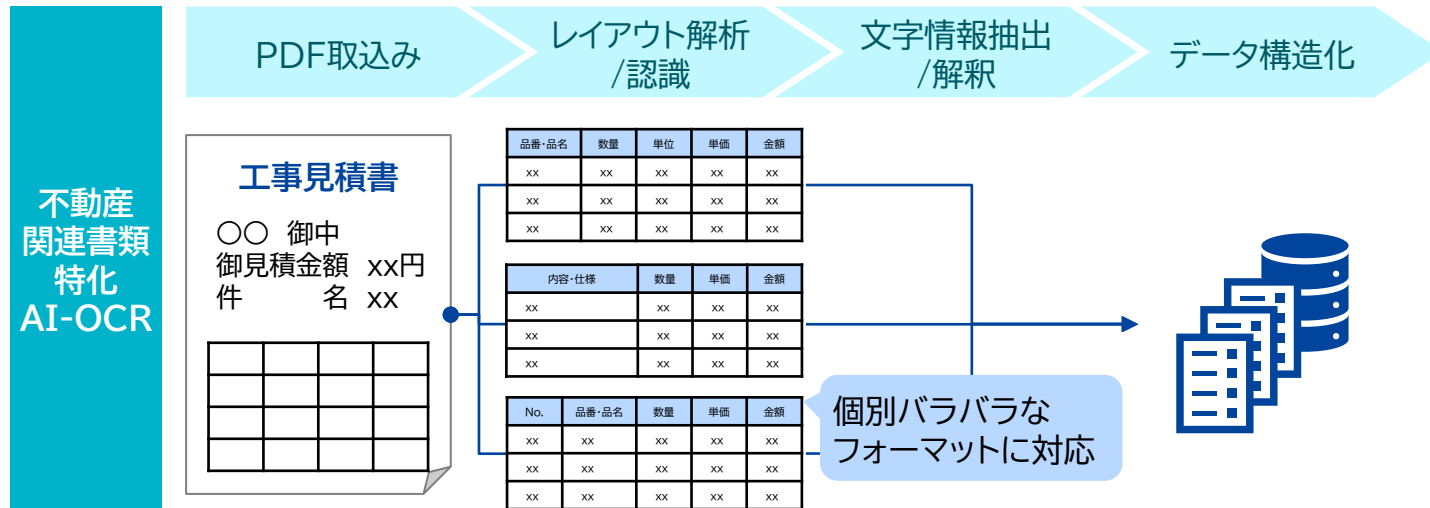 不動産
関連書類
特化
AI-OCR
PDF取込み
レイアウト解析
/認識
文字情報抽出
/解釈
データ構造化
工事見積書
〇〇 御中
御見積金額 xx円
件 名 xx
品番・品名 数量 単位 単価 金額
xx xx xx xx xx
xx xx xx xx xx
xx xx xx xx xx
内容・仕様 数量 単価 金額
xx xx xx xx
xx xx xx xx
xx xx xx xx
No. 品番・品名 数量 単価 金額
xx xx xx xx xx
xx xx xx xx xx
xx xx xx xx xx
個別バラバラな
フォーマットに対応